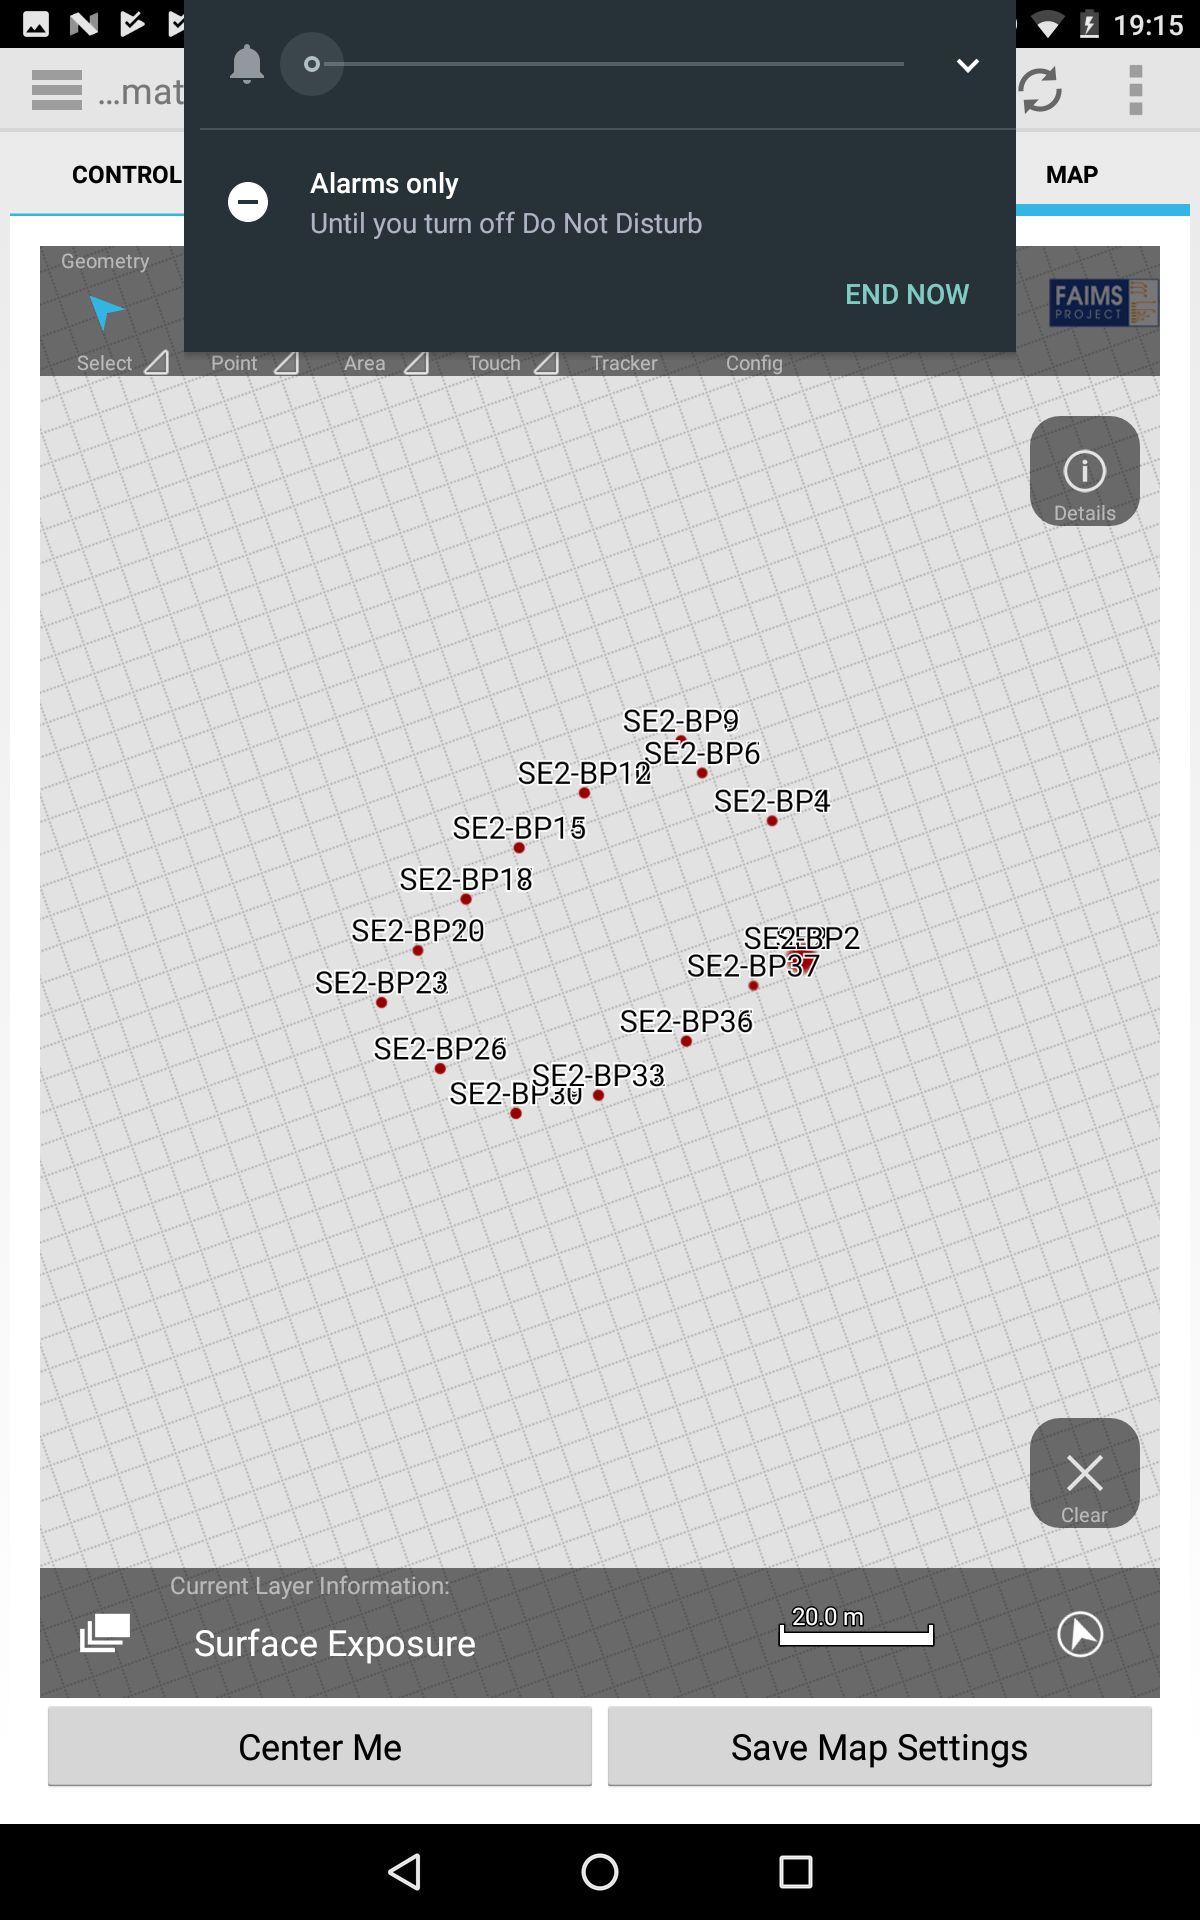 19:15
...mat
Alarms only
Until you turn off Do Not Disturb
END NOW
CONTROL
MAP
Geometry
FAIMS
PROJECT
Select
Point
Area
Touch
Tracker
Config
Details
SE2-BP9
SE2-BP6
SE2-BP12
SE2-BP4
SE2-BP15
SE2-BP18
SE2-BP20
SE2-BP2
SE2-BP37
SE2-BP23
SE2-BP36
SE2-BP26
SE2-BP33
SE2-BP30
Clear
Current Layer Information:
Surface Exposure
20.0 m
Center Me
Save Map Settings